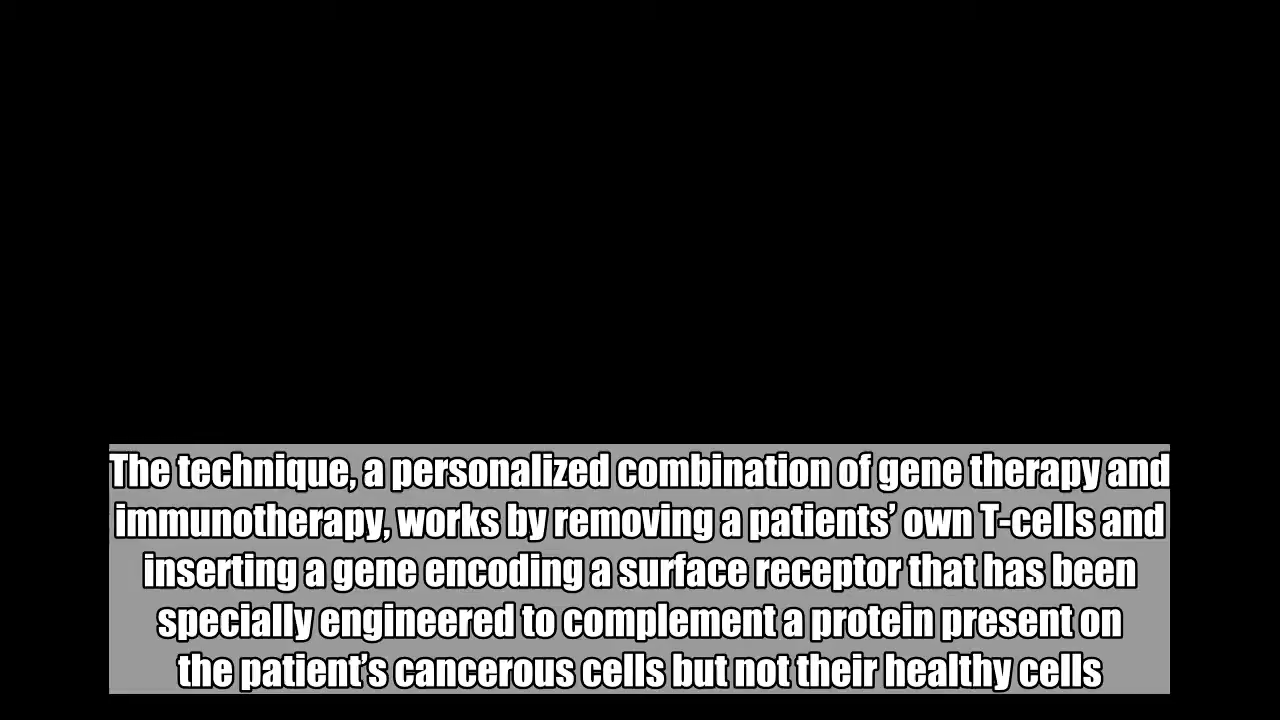 The technique, a personalized combination of gene therapy and
immunotherapy, works by removing a patients’ own T-cells and
inserting a gene encoding a surface receptor that has been
specially engineered to complement a protein present on
the patient’s cancerous cells but not their healthy cells